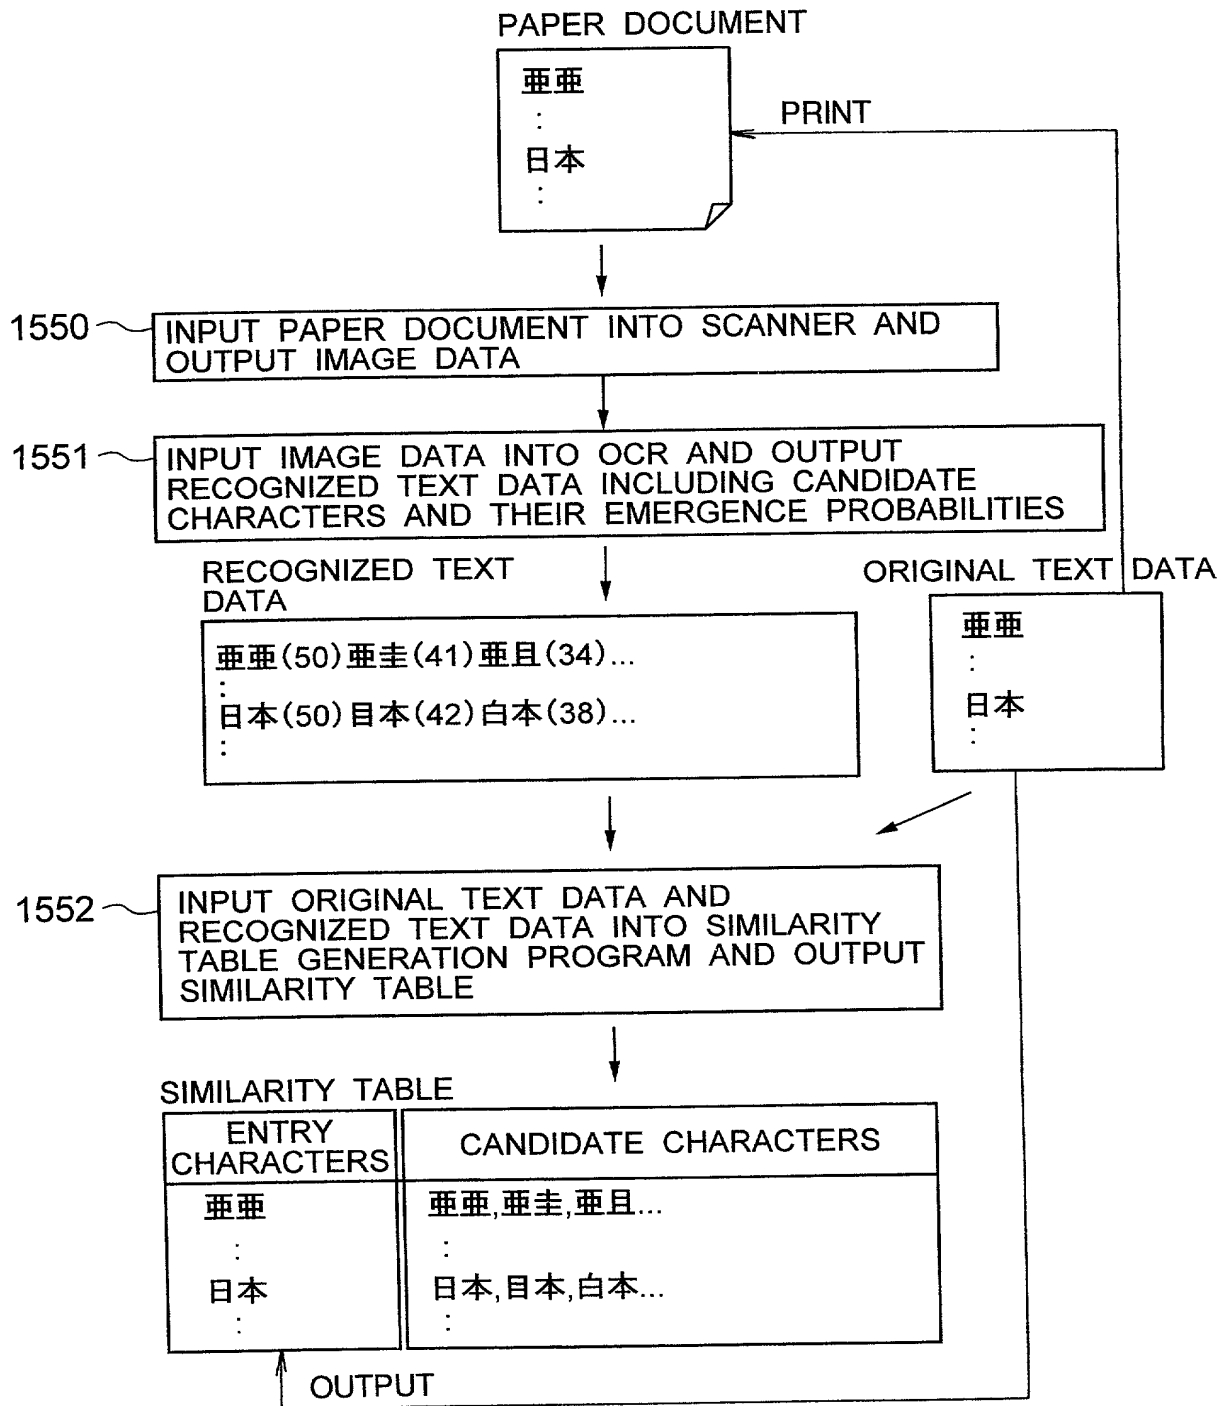 PAPER DOCUMENT
亜亜
:
日本
:
PRINT
1550
INPUT PAPER DOCUMENT INTO SCANNER AND
OUTPUT IMAGE DATA
1551
INPUT IMAGE DATA INTO OCR AND OUTPUT
RECOGNIZED TEXT DATA INCLUDING CANDIDATE
CHARACTERS AND THEIR EMERGENCE PROBABILITIES
RECOGNIZED TEXT
DATA
亜亜(50)亜圭(41)亜且(34)...
:
日本(50)目本(42)白本(38)...
:
ORIGINAL TEXT DATA
亜亜
:
日本
:
1552
INPUT ORIGINAL TEXT DATA AND
RECOGNIZED TEXT DATA INTO SIMILARITY
TABLE GENERATION PROGRAM AND OUTPUT
SIMILARITY TABLE
SIMILARITY TABLE
ENTRY
CHARACTERS
CANDIDATE CHARACTERS
亜亜
亜亜,亜圭,亜且...
:
:
日本
日本,目本,白本...
:
:
OUTPUT